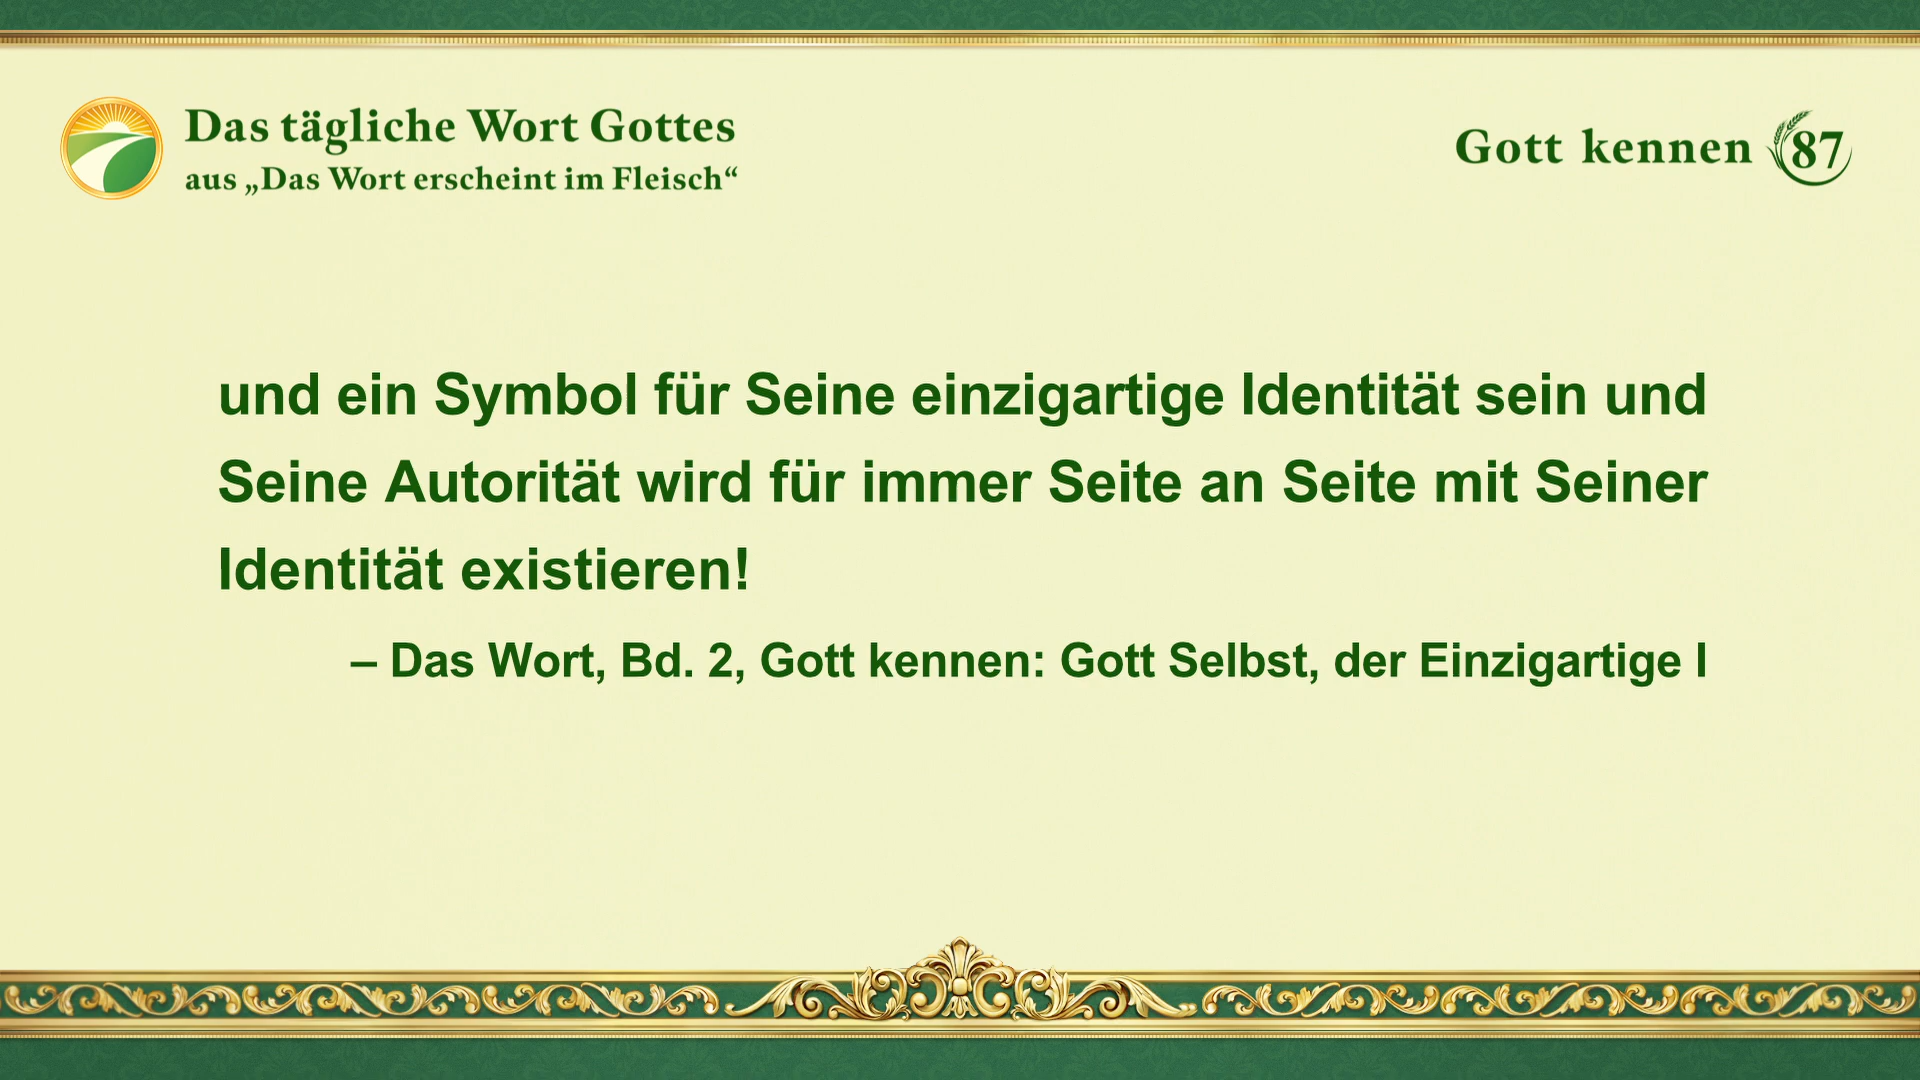 Das tägliche Wort Gottes
aus „Das Wort erscheint im Fleisch“
Gott kennen 87
und ein Symbol für Seine einzigartige Identität sein und
Seine Autorität wird für immer Seite an Seite mit Seiner
Identität existieren!
– Das Wort, Bd. 2, Gott kennen: Gott Selbst, der Einzigartige I